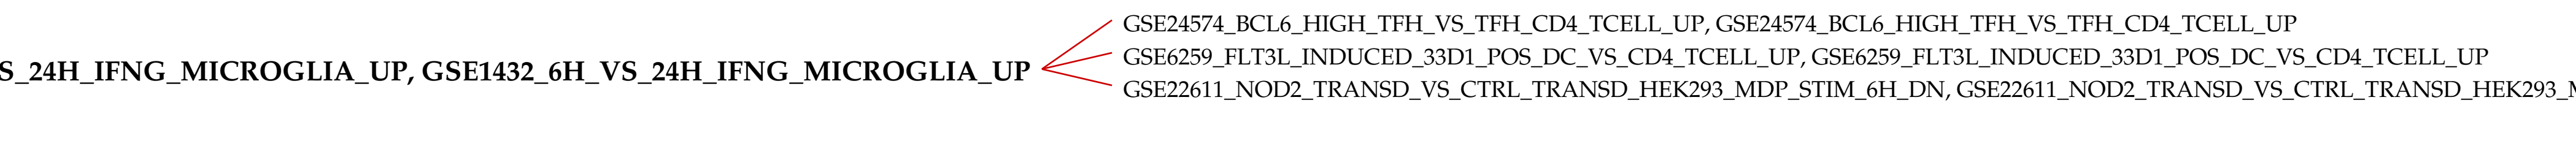 GSE24574_BCL6_HIGH_TFH_VS_TFH_CD4_TCELL_UP, GSE24574_BCL6_HIGH_TFH_VS_TFH_CD4_TCELL_UP
GSE6259_FLT3L_INDUCED_33D1_POS_DC_VS_CD4_TCELL_UP, GSE6259_FLT3L_INDUCED_33D1_POS_DC_VS_CD4_TCELL_UP
S_24H_IFNG_MICROGLIA_UP, GSE1432_6H_VS_24H_IFNG_MICROGLIA_UP
GSE22611_NOD2_TRANSD_VS_CTRL_TRANSD_HEK293_MDP_STIM_6H_DN, GSE22611_NOD2_TRANSD_VS_CTRL_TRANSD_HEK293_